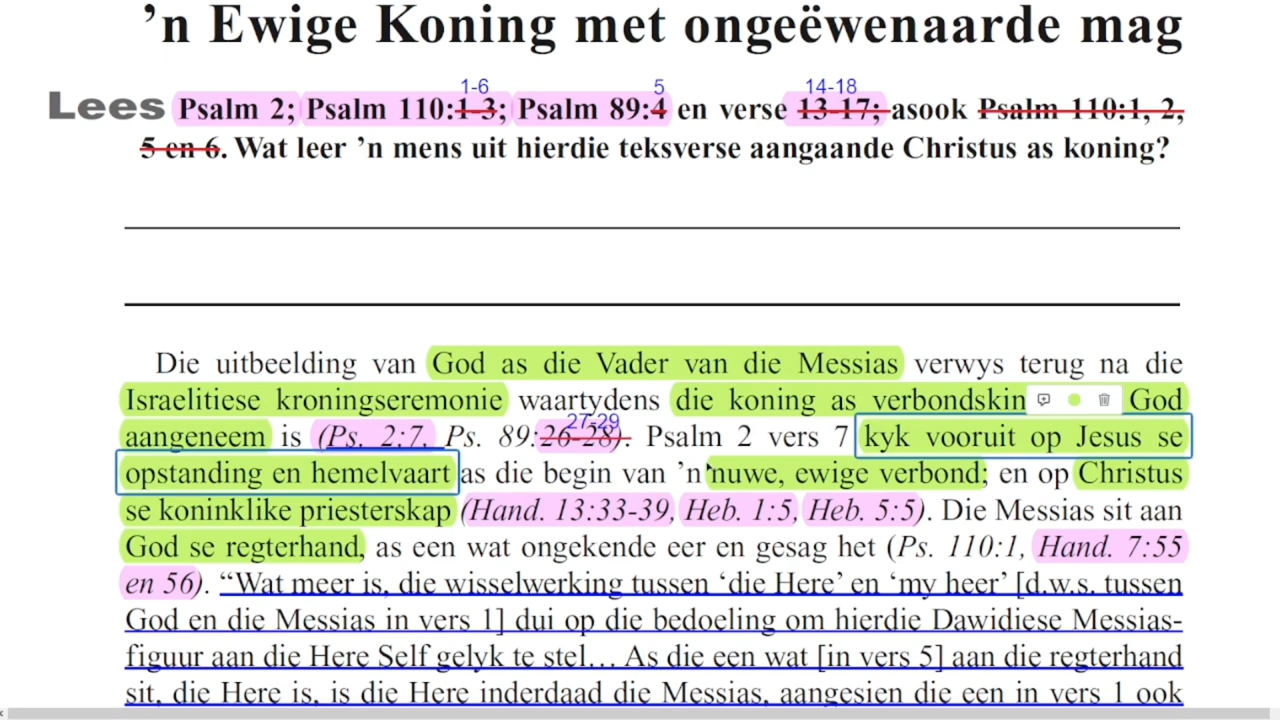 ’n Ewige Koning met ongeëwenaarde mag
1-6 5 14-18
Lees Psalm 2; Psalm 110:1-3; Psalm 89:4 en verse 13-17; asook Psalm 110:1, 2,
5 en 6. Wat leer ’n mens uit hierdie teksverse aangaande Christus as koning?
Die uitbeelding van God as die Vader van die Messias verwys terug na die
Israelitiese kroningseremonie waartydens die koning as verbondskin God
27-29
aangeneem is (Ps. 2:7, Ps. 89:26-28). Psalm 2 vers 7 kyk vooruit op Jesus se
opstanding en hemelvaart as die begin van ’n nuwe, ewige verbond; en op Christus
se koninklike priesterskap (Hand. 13:33-39, Heb. 1:5, Heb. 5:5). Die Messias sit aan
God se regterhand, as een wat ongekende eer en gesag het (Ps. 110:1, Hand. 7:55
en 56). “Wat meer is, die wisselwerking tussen ‘die Here’ en ‘my heer’ [d.w.s. tussen
God en die Messias in vers 1] dui op die bedoeling om hierdie Dawidiese Messias-
figuur aan die Here Self gelyk te stel… As die een wat [in vers 5] aan die regterhand
sit, die Here is, is die Here inderdaad die Messias, aangesien die een in vers 1 ook